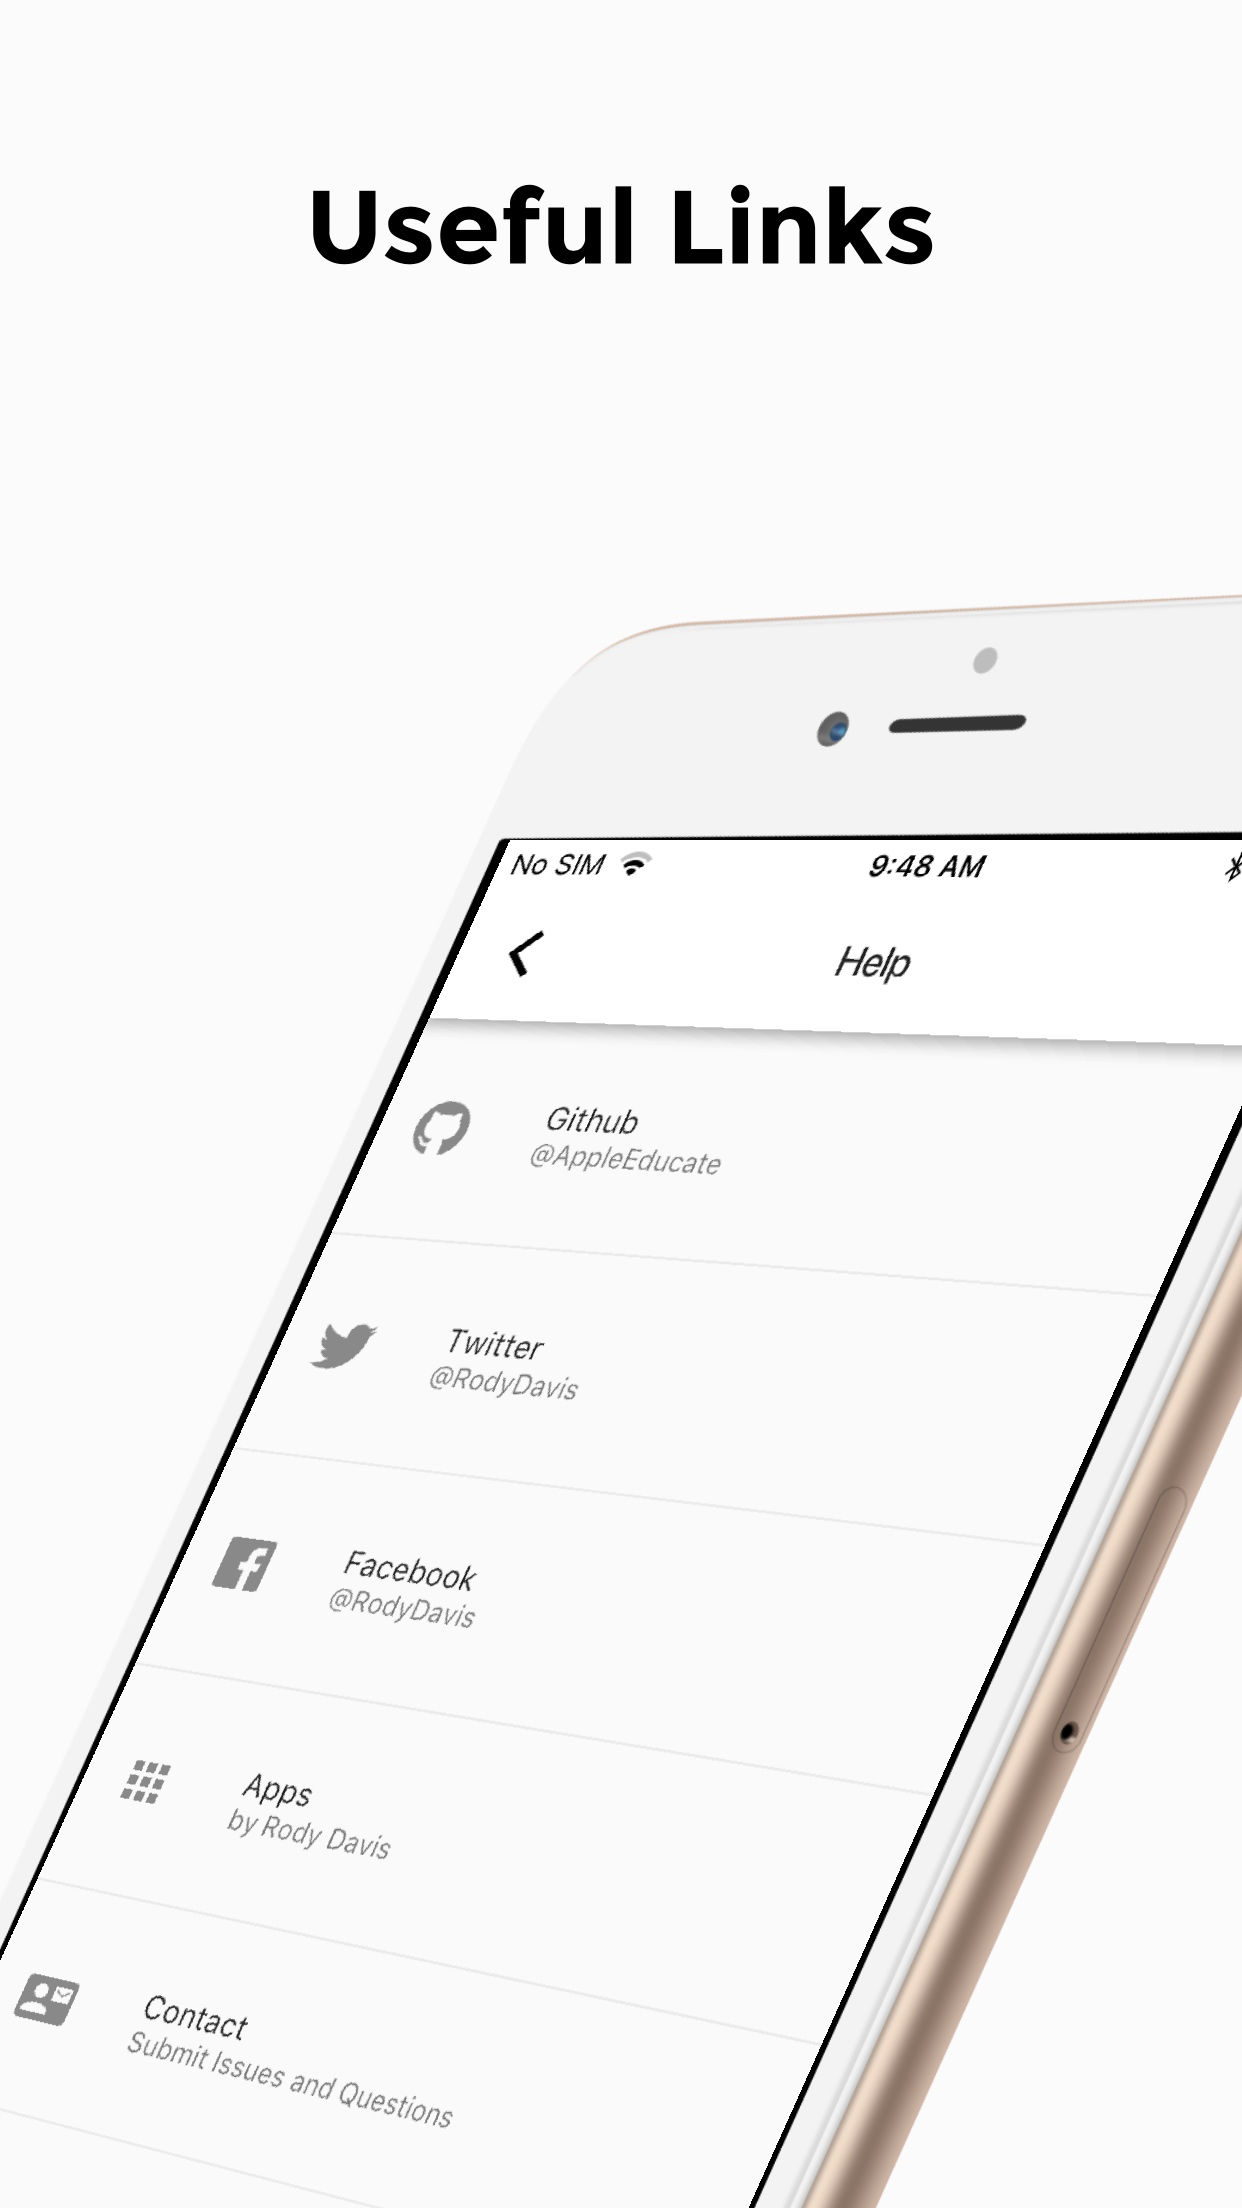 Useful Links
No SIM
9:48 AM
Help
Github
@AppleEducate
Twitter
@RodyDavis
Facebook
@RodyDavis
Apps
by Rody Davis
Contact
Submit Issues and Questions